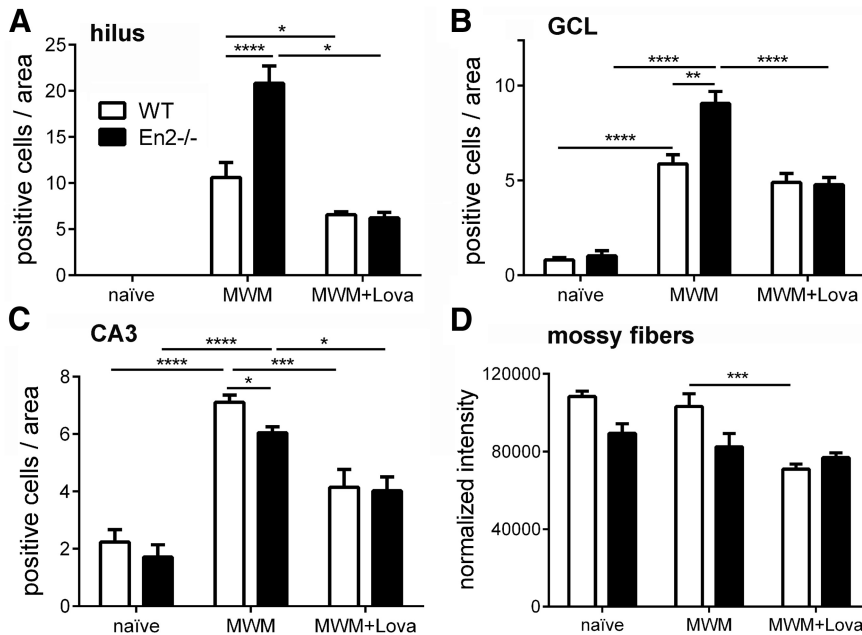 A hilus
positive cells / area
25
20
15
10
5
0
* 
**** *
WT
En2-/-
naïve MWM MWM+Lova
B GCL
positive cells / area
10
5
0
**** ****
**
****
naïve MWM MWM+Lova
C CA3
positive cells / area
8
6
4
2
0
**** *
**** ***
*
naïve MWM MWM+Lova
D mossy fibers
normalized intensity
120000
80000
40000
0
***
naïve MWM MWM+Lova